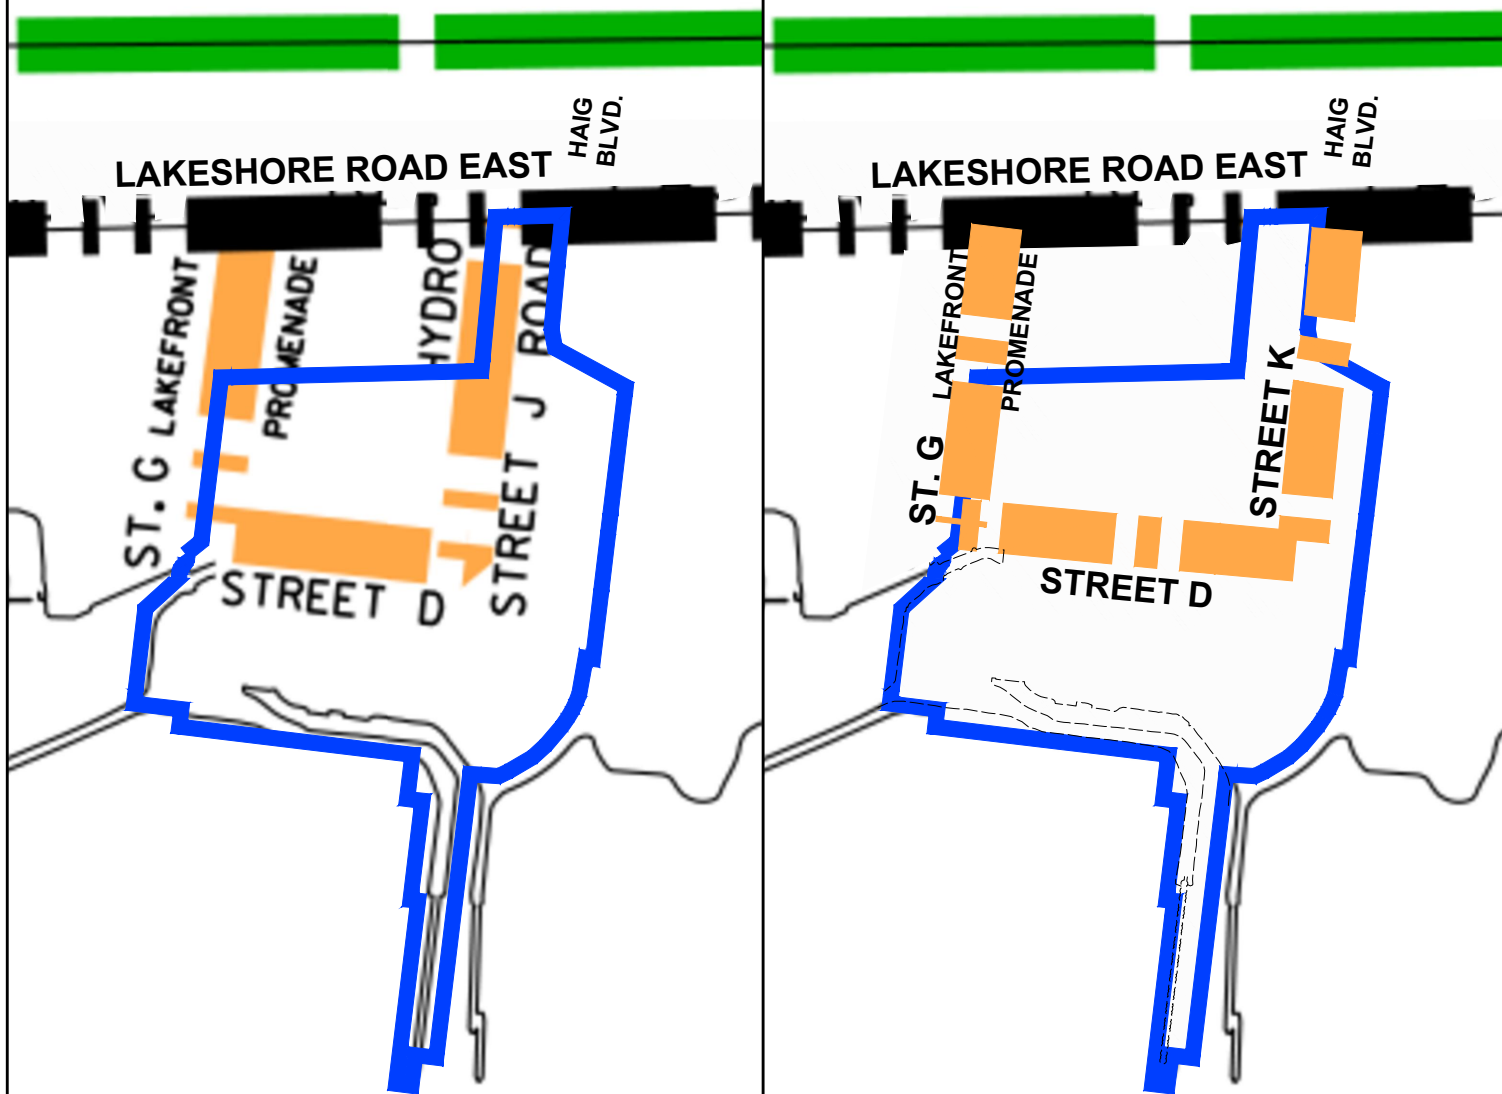 HAIG
BLVD.
LAKESHORE ROAD EAST
ST. G LAKEFRONT
PROMENADE
HYDRO
ROAD
STREET J
STREET D
HAIG
BLVD.
LAKESHORE ROAD EAST
LAKEFRONT
PROMENADE
ST. G
STREET K
STREET D